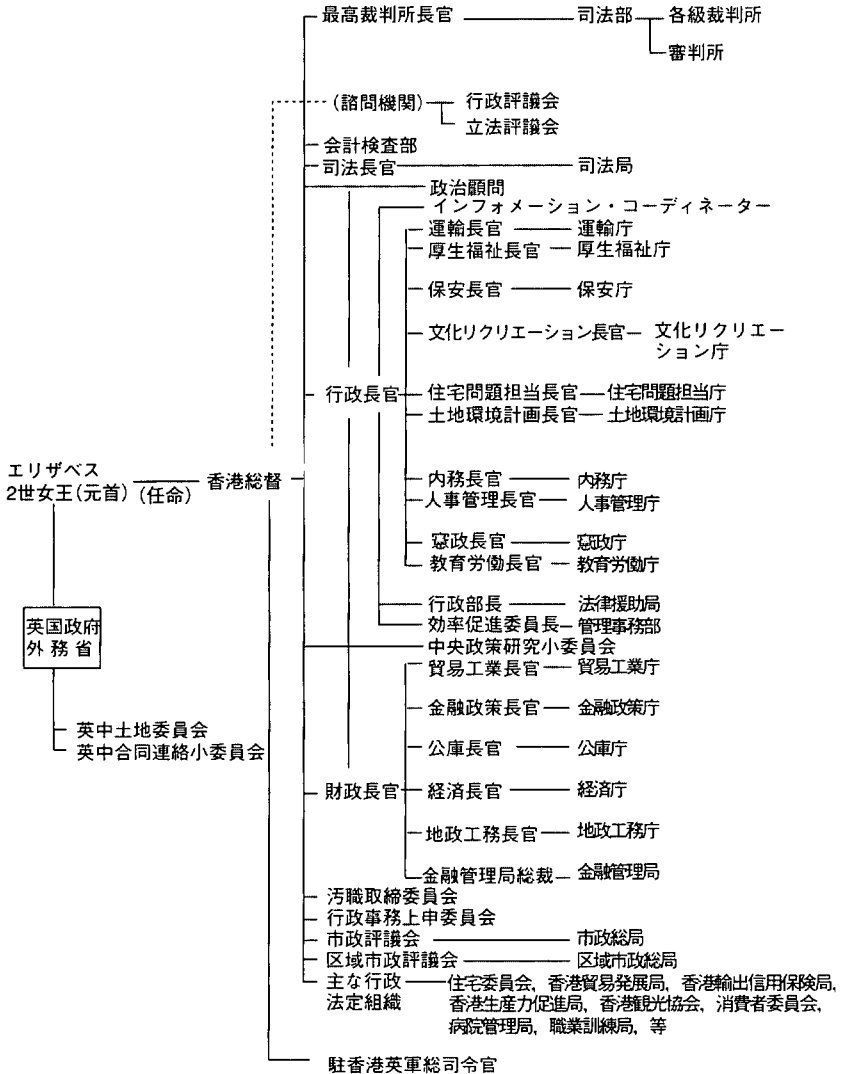 最高裁判所長官 司法部 各級裁判所
審判所
(諮問機関) 行政評議会
立法評議会
会計検査部
司法長官 司法局
政治顧問
インフォメーション・コーディネーター
運輸長官 運輸庁
厚生福祉長官 厚生福祉庁
保安長官 保安庁
文化リクリエーション長官 文化リクリエー
ション庁
行政長官 住宅問題担当長官 住宅問題担当庁
土地環境計画長官 土地環境計画庁
エリザベス
2世女王(元首) (任命) 香港総督
内務長官 内務庁
人事管理長官 人事管理庁
憲政長官 憲政庁
教育労働長官 教育労働庁
英国政府
外務省
行政部長 法律援助局
効率促進委員長 管理事務部
中央政策研究小委員会
貿易工業長官 貿易工業庁
金融政策長官 金融政策庁
英中土地委員会
英中合同連絡小委員会
公庫長官 公庫庁
財政長官 経済長官 経済庁
地政工務長官 地政工務庁
金融管理局総裁 金融管理局
汚職取締委員会
行政事務上申委員会
市政評議会 市政総局
区域市政評議会 区域市政総局
主な行政 住宅委員会，香港貿易発展局，香港輸出信用保険局，
法定組織 香港生産力促進局，香港観光協会，消費者委員会，
病院管理局，職業訓練局，等
駐香港英軍総司令官